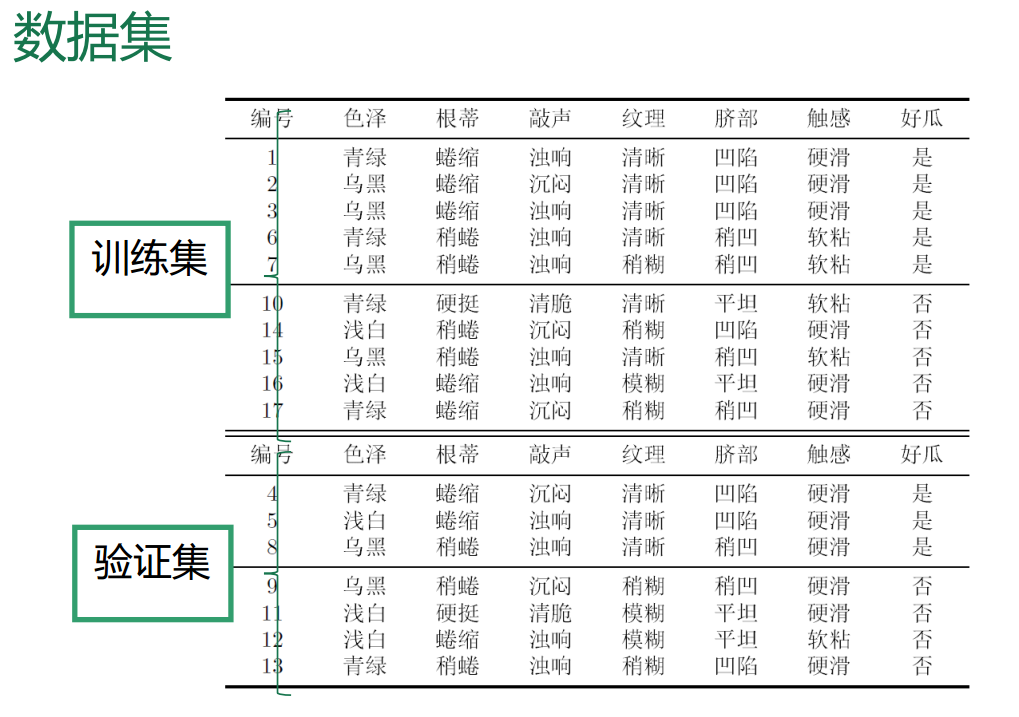 数据集
编号 色泽 根蒂 敲声 纹理 脐部 触感 好瓜
1 青绿 蜷缩 浊响 清晰 凹陷 硬滑 是
2 乌黑 蜷缩 沉闷 清晰 凹陷 硬滑 是
3 乌黑 蜷缩 浊响 清晰 凹陷 硬滑 是
6 青绿 稍蜷 浊响 清晰 稍凹 软粘 是
7 乌黑 稍蜷 浊响 稍糊 稍凹 软粘 是
训练集
10 青绿 硬挺 清脆 清晰 平坦 软粘 否
14 浅白 稍蜷 沉闷 稍糊 凹陷 硬滑 否
15 乌黑 稍蜷 浊响 清晰 稍凹 软粘 否
16 浅白 蜷缩 浊响 模糊 平坦 硬滑 否
17 青绿 蜷缩 沉闷 稍糊 稍凹 硬滑 否
编号 色泽 根蒂 敲声 纹理 脐部 触感 好瓜
4 青绿 蜷缩 沉闷 清晰 凹陷 硬滑 是
5 浅白 蜷缩 浊响 清晰 凹陷 硬滑 是
8 乌黑 稍蜷 浊响 清晰 稍凹 硬滑 是
验证集
9 乌黑 稍蜷 沉闷 稍糊 稍凹 硬滑 否
11 浅白 硬挺 清脆 模糊 平坦 硬滑 否
12 浅白 蜷缩 浊响 模糊 平坦 软粘 否
13 青绿 稍蜷 浊响 稍糊 凹陷 硬滑 否